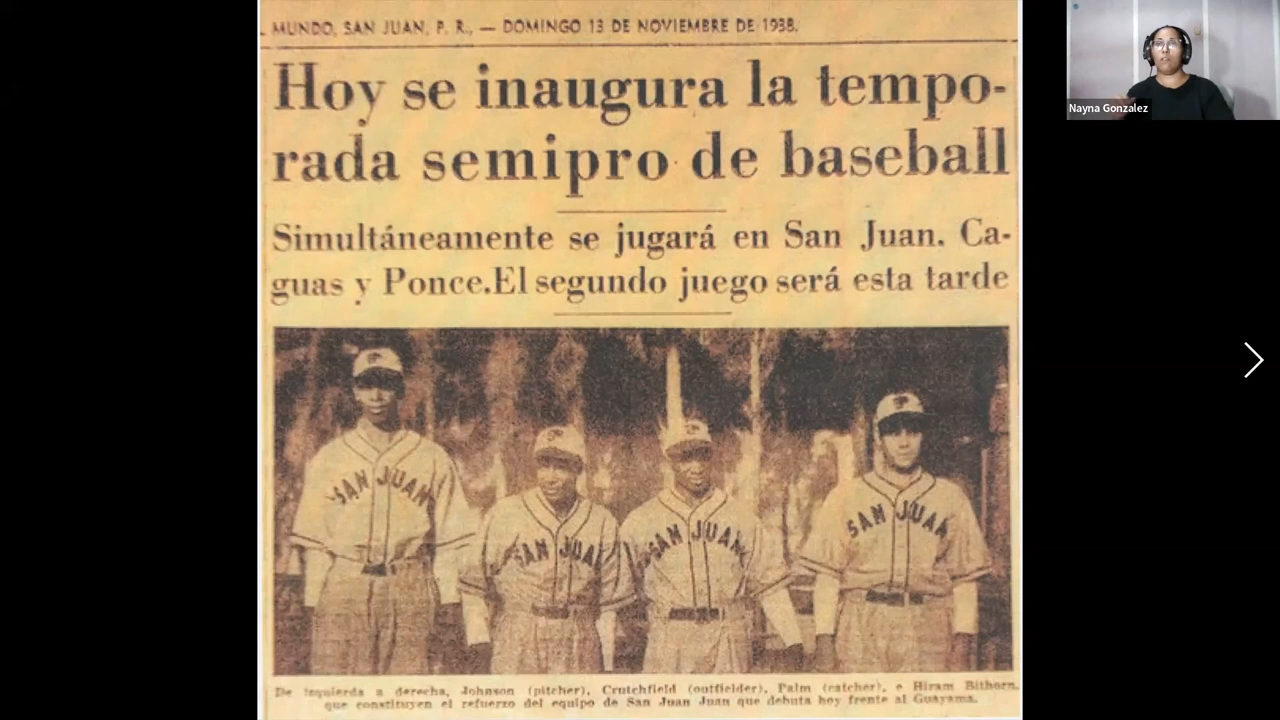 MUNDO, SAN JUAN, P. R., — DOMINGO 13 DE NOVIEMBRE DE 1938.
Hoy se inaugura la tempo-
rada semipro de baseball
Simultáneamente se jugará en San Juan. Ca-
guas y Ponce.El segundo juego será esta tarde
SAN JUAN
SAN JUAN
SAN JUAN
SAN JUAN
De izquierda a derecha, Johnson (pitcher), Crutchfield (outfielder), Palm (catcher), e Hiram Bithorn,
que constituyen el refuerzo del equipo de San Juan Juan que debuta hoy frente al Guayama.
Nayna Gonzalez